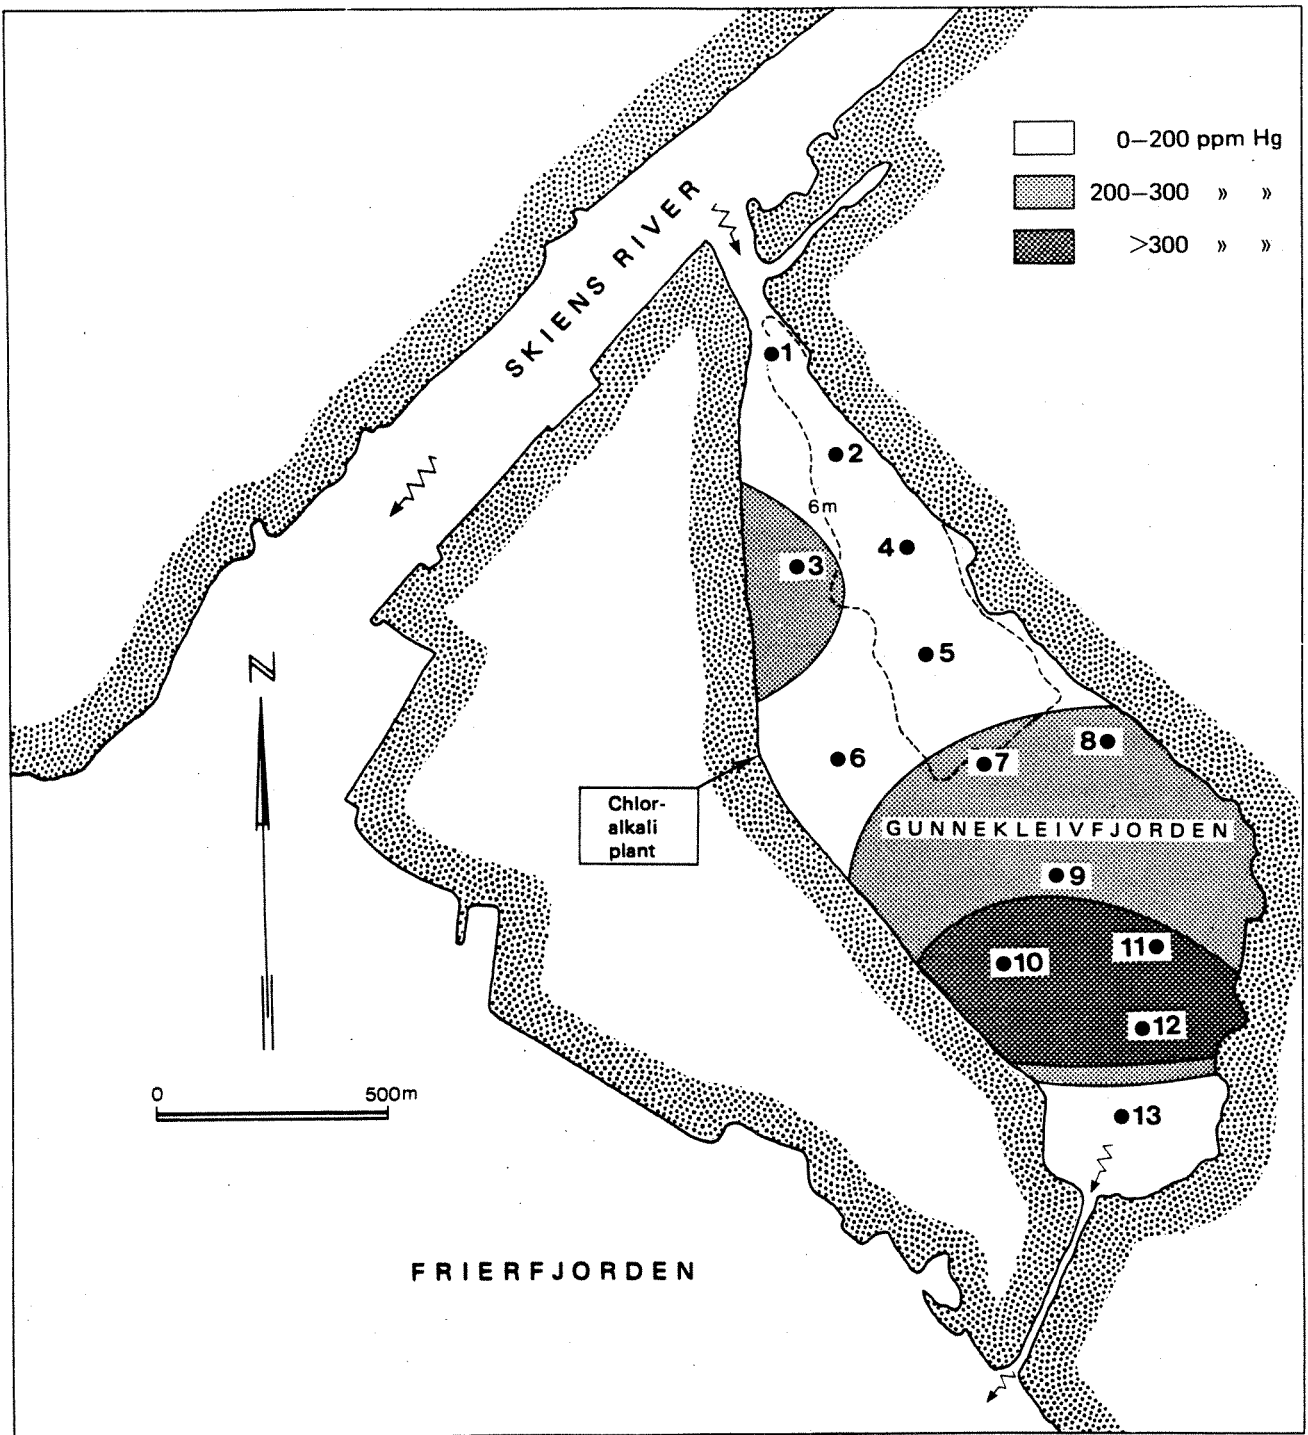 0–200 ppm Hg
200–300 » »
>300 » »
SKIENS RIVER
1
2
6m
4
3
5
N
8
6
7
Chlor-
alkali
plant
GUNNEKLEIVFJORDEN
9
11
10
12
0 500m
13
FRIERFJORDEN